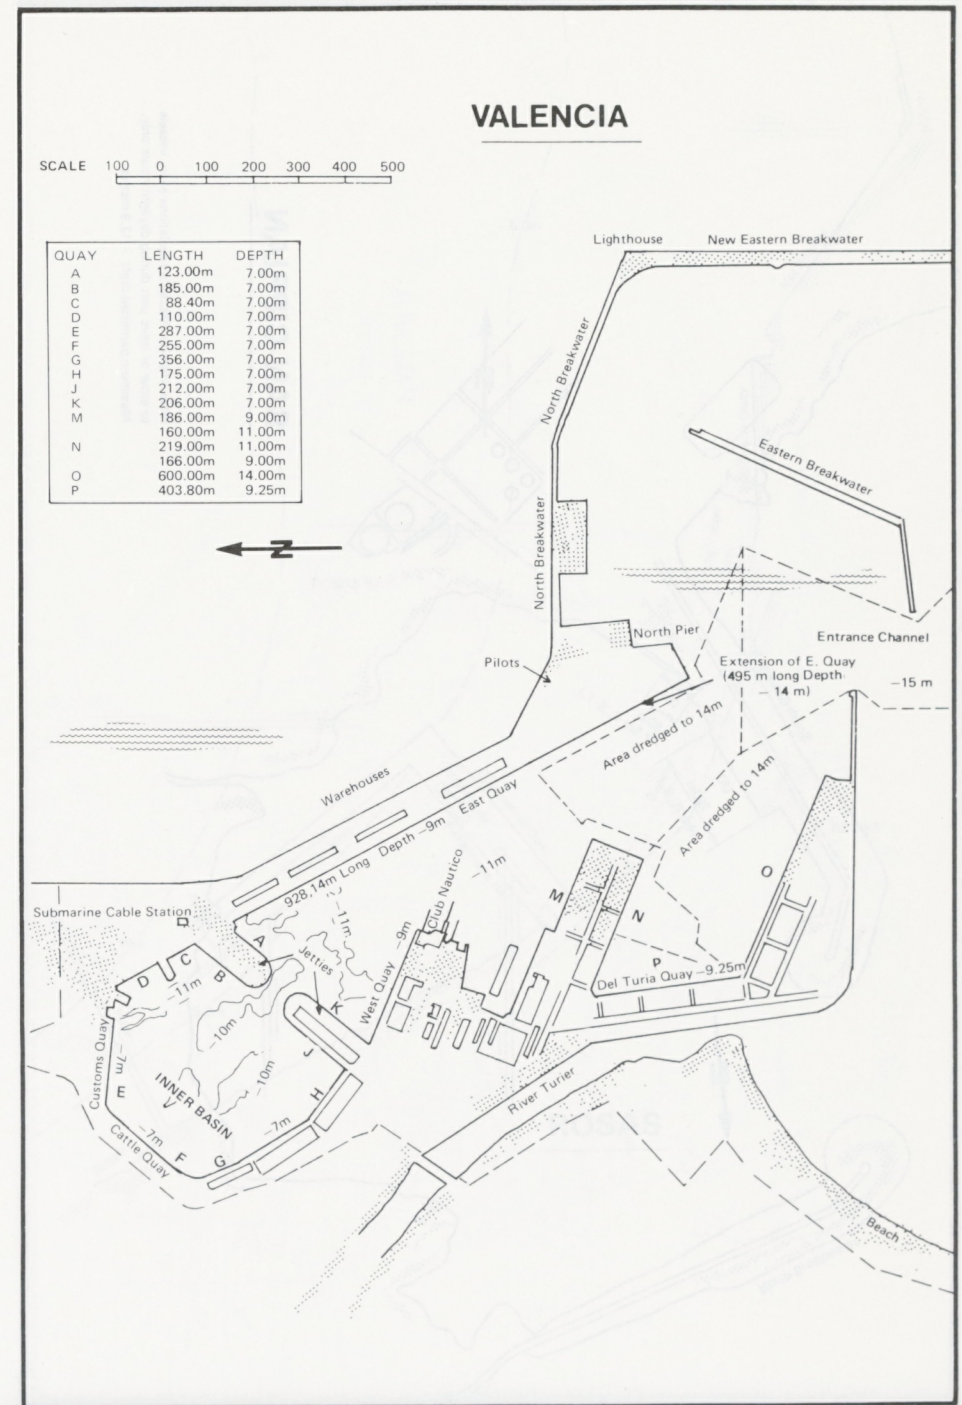 VALENCIA
SCALE 100 0 100 200 300 400 500
QUAY LENGTH DEPTH
A 123.00m 7.00m
B 185.00m 7.00m
C 88.40m 7.00m
D 110.00m 7.00m
E 287.00m 7.00m
F 255.00m 7.00m
G 356.00m 7.00m
H 175.00m 7.00m
J 212.00m 7.00m
K 206.00m 7.00m
M 186.00m 9.00m
160.00m 11.00m
N 219.00m 11.00m
166.00m 9.00m
O 600.00m 14.00m
P 403.80m 9.25m
N
Lighthouse
New Eastern Breakwater
North Breakwater
Eastern Breakwater
North Breakwater
North Pier
Entrance Channel
Pilots
Extension of E. Quay
(495 m long Depth
— 14 m)
—15 m
Area dredged to 14m
Area dredged to 14m
Warehouses
East Quay
928.14m Long Depth —9m
Club Nautico
—11m
—11m
—9m
West Quay
M
N
O
P
Del Turia Quay —9.25m
Submarine Cable Station
A
Jetties
B
C
D
—11m
K
J
—10m
—10m
Customs Quay
—7m
E
INNER BASIN
H
—7m
—7m
F
G
Cattle Quay
River Turier
Beach